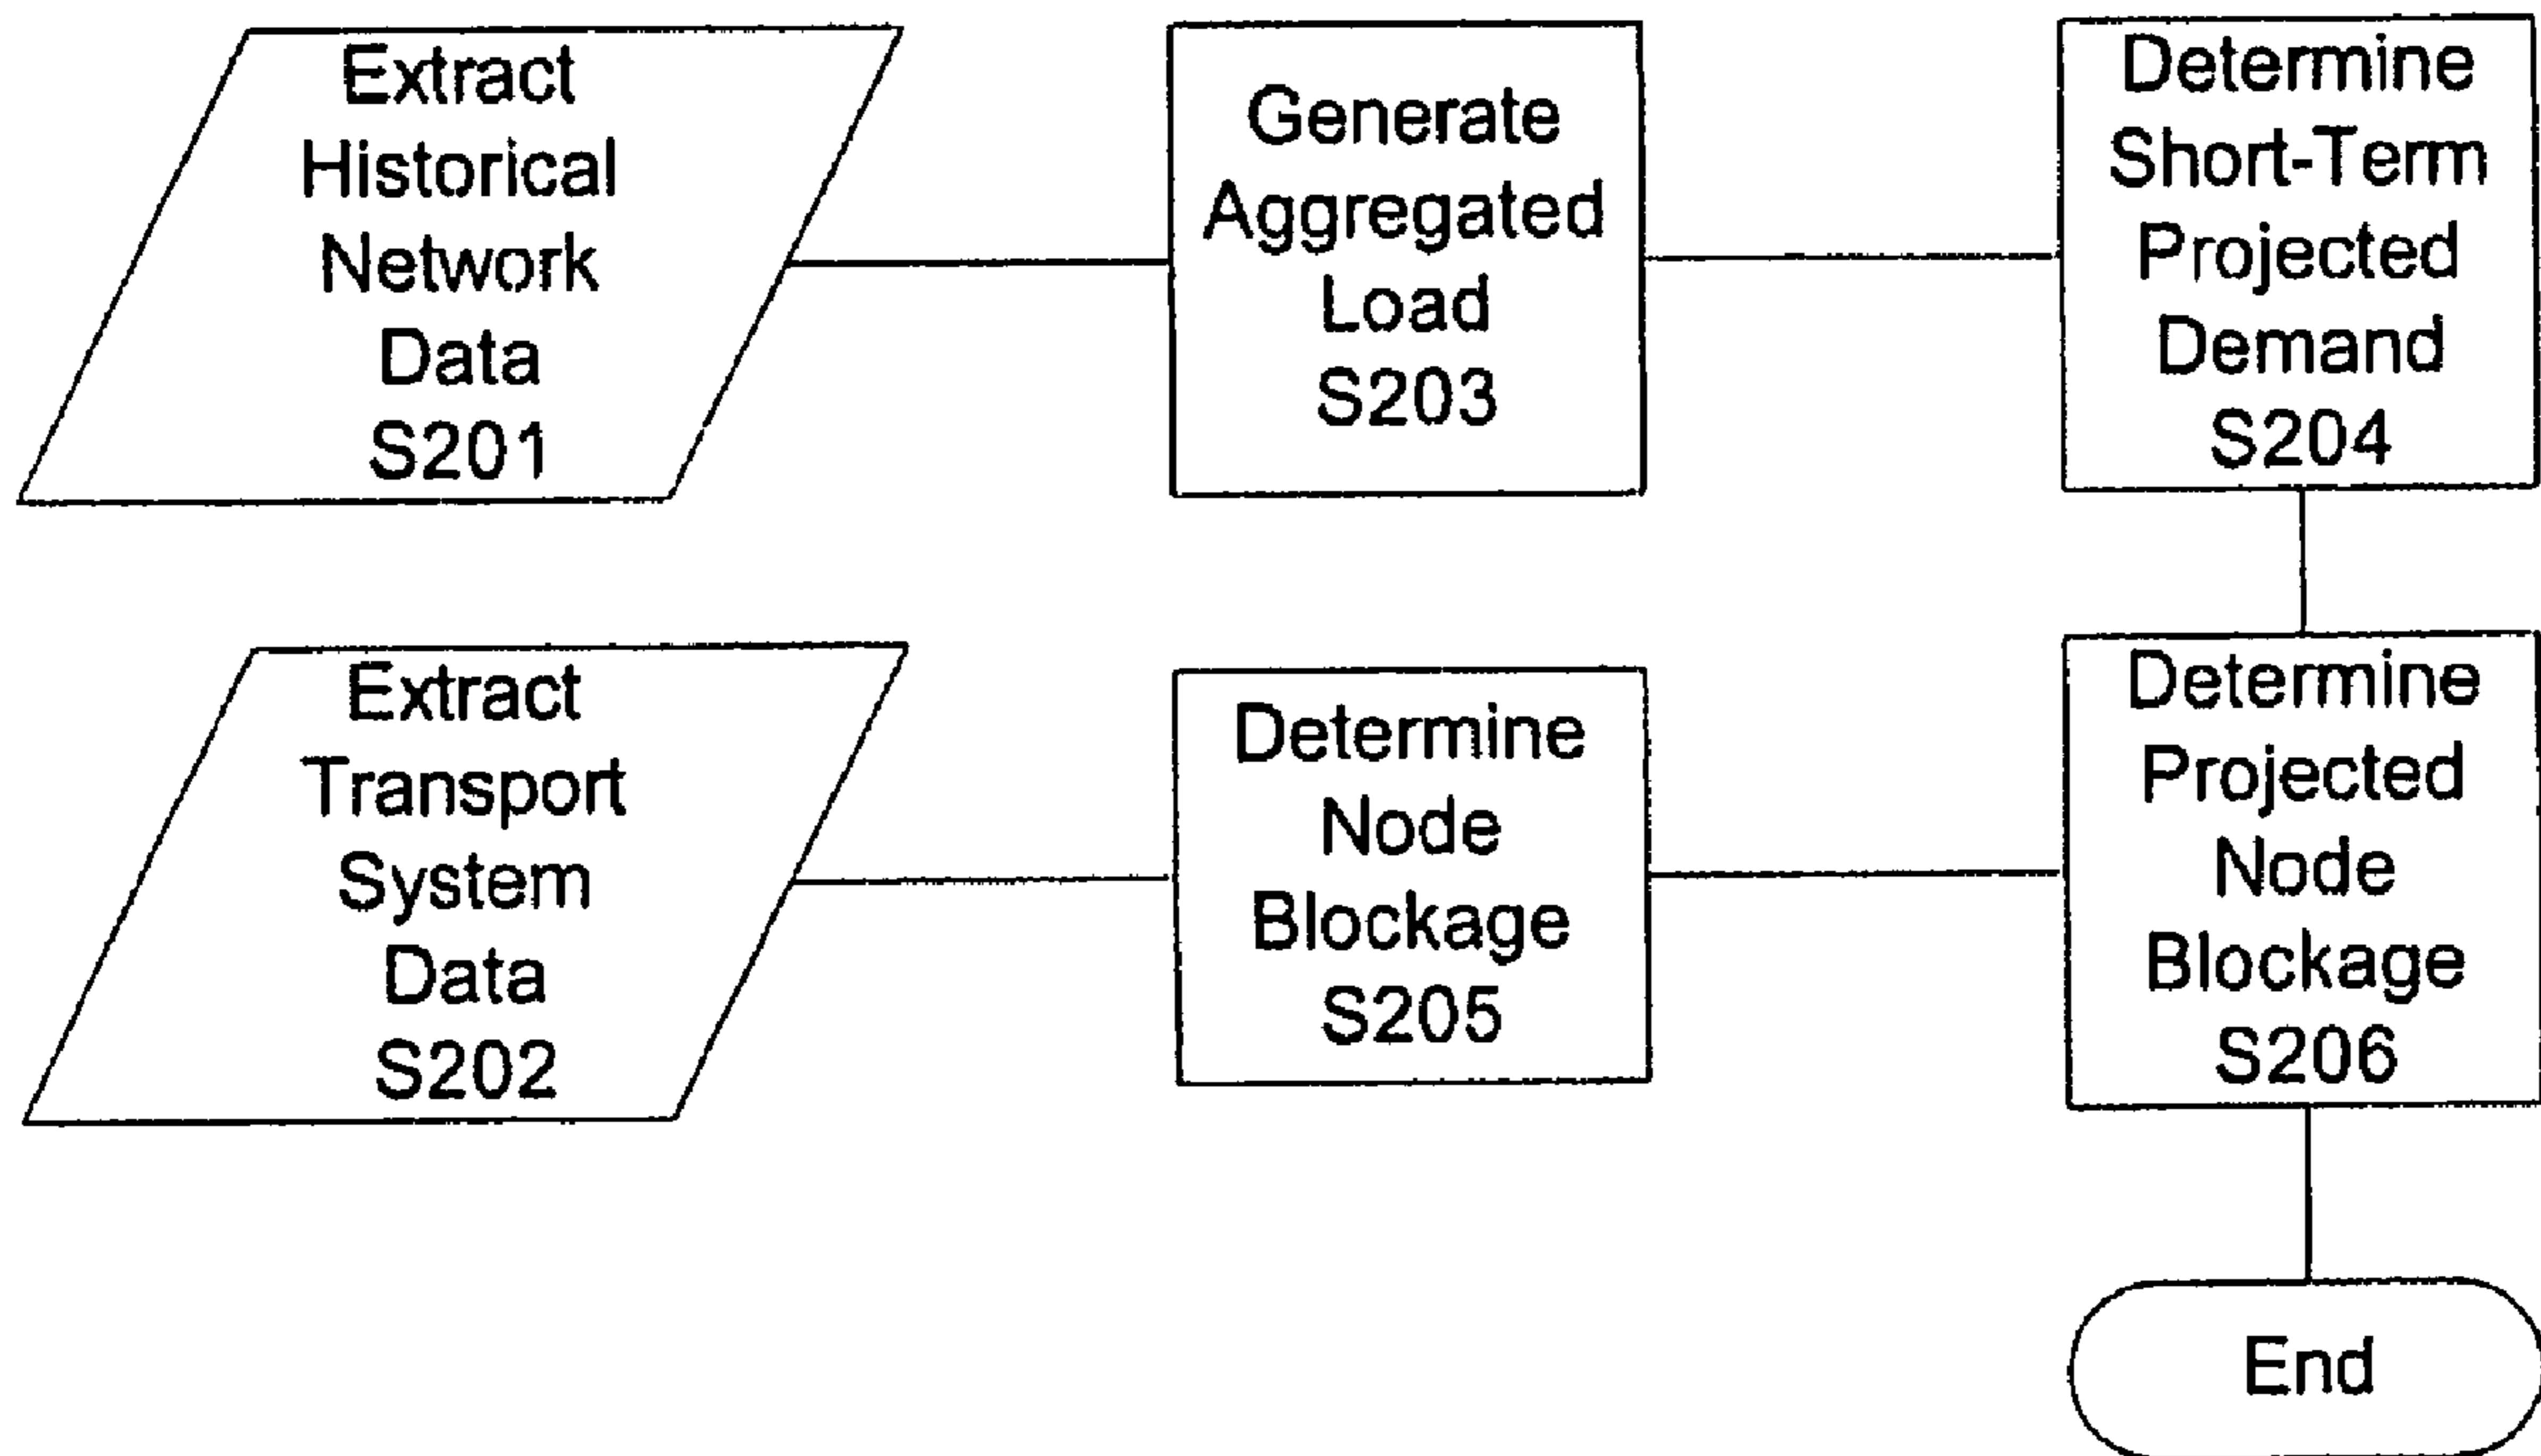 Extract
Historical
Network
Data
S201
Generate
Aggregated
Load
S203
Determine
Short-Term
Projected
Demand
S204
Extract
Transport
System
Data
S202
Determine
Node
Blockage
S205
Determine
Projected
Node
Blockage
S206
End